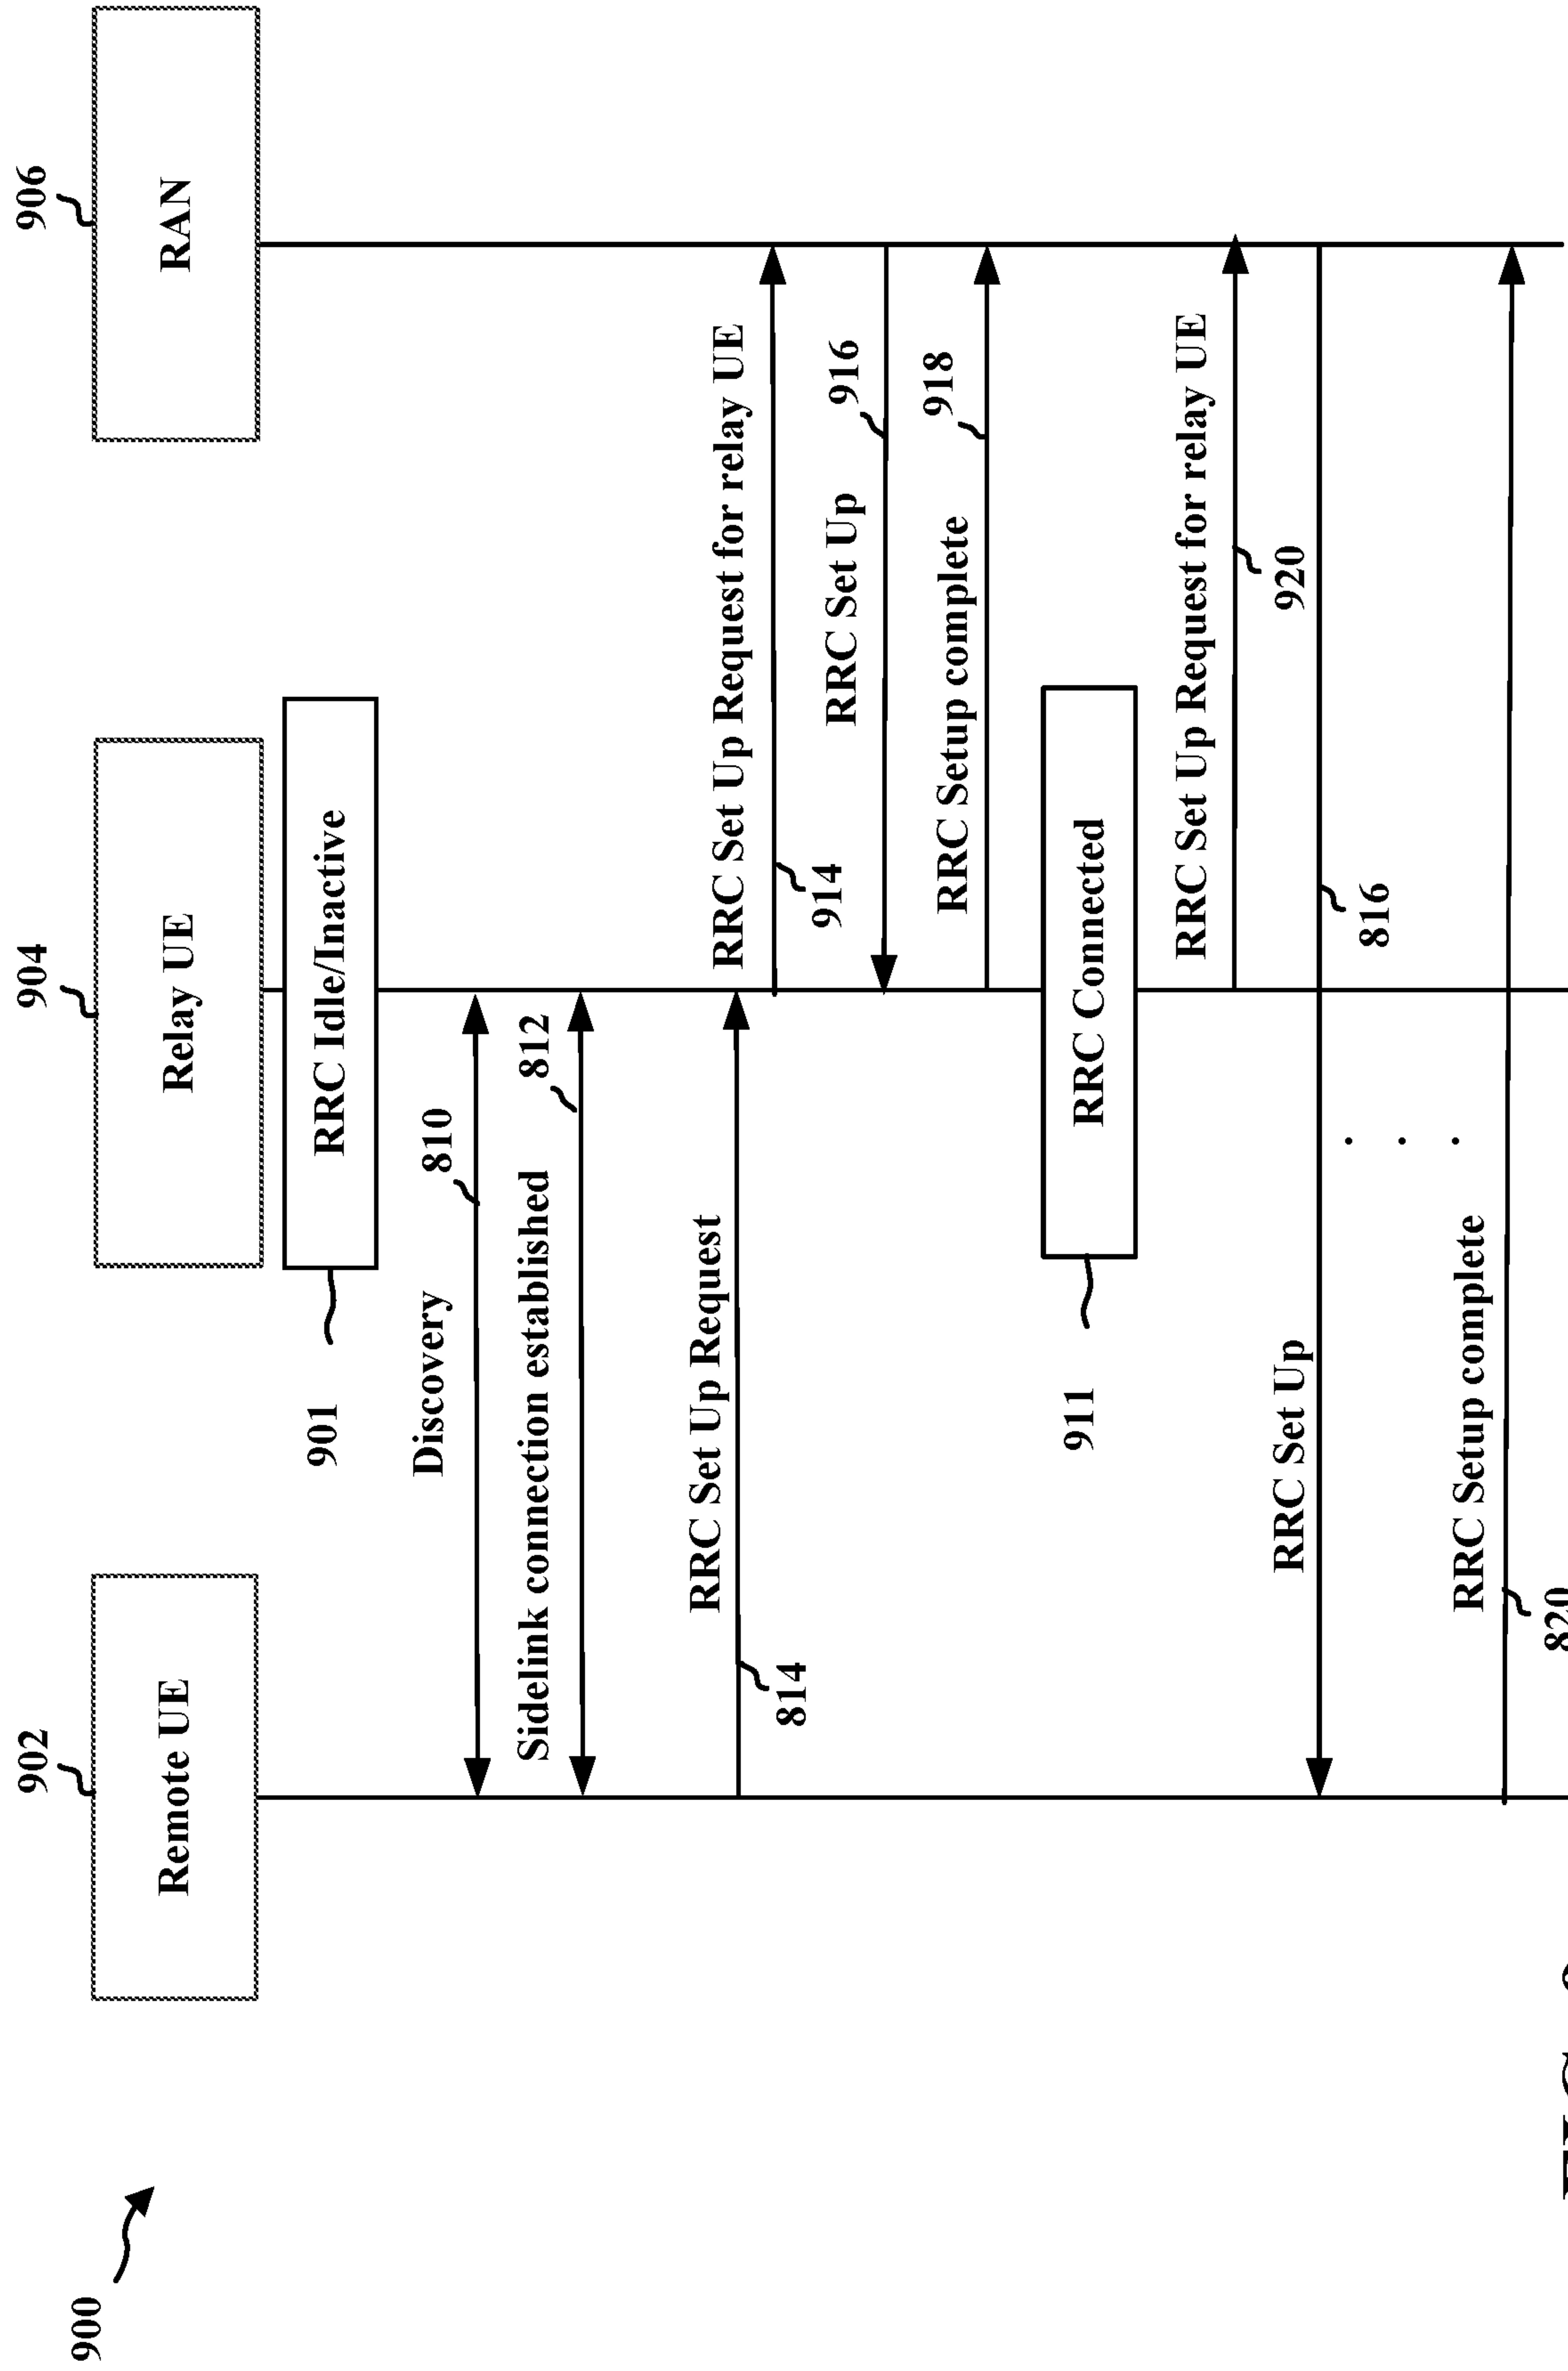 900
902
904
906
Remote UE
Relay UE
RAN
RRC Idle/Inactive
901
Discovery
810
Sidelink connection established
812
RRC Set Up Request
814
RRC Set Up Request for relay UE
914
RRC Set Up
916
RRC Setup complete
918
RRC Connected
911
RRC Set Up Request for relay UE
920
RRC Set Up
816
. . .
RRC Setup complete
820